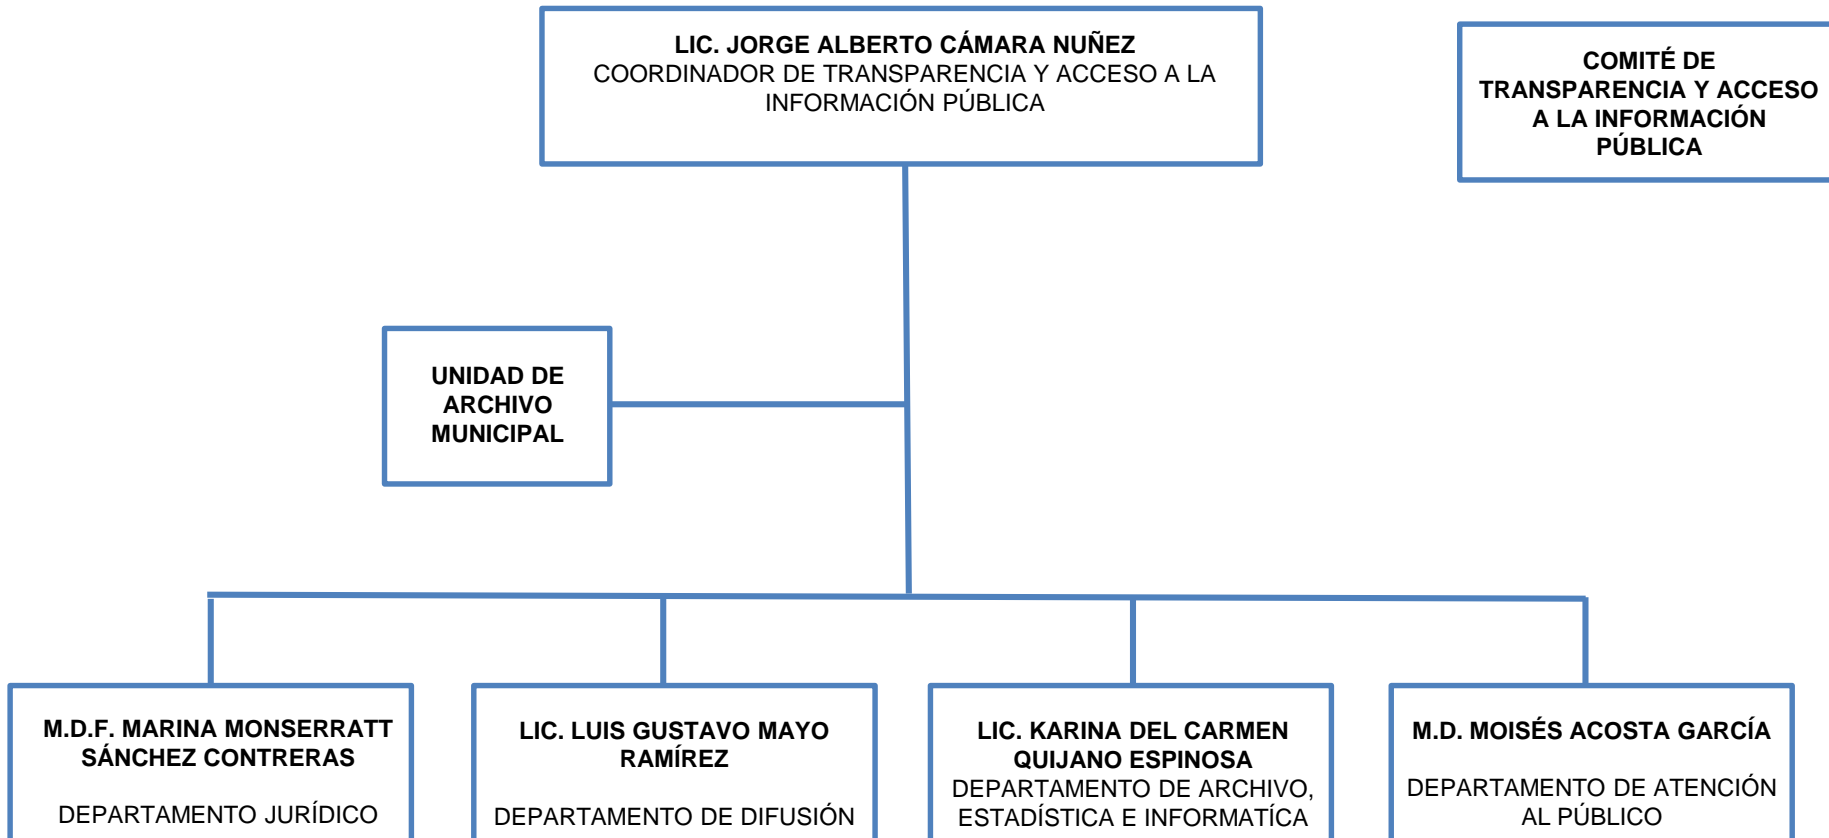 LIC. JORGE ALBERTO CÁMARA NUÑEZ
COORDINADOR DE TRANSPARENCIA Y ACCESO A LA
INFORMACIÓN PÚBLICA
COMITÉ DE
TRANSPARENCIA Y ACCESO
A LA INFORMACIÓN
PÚBLICA
UNIDAD DE
ARCHIVO
MUNICIPAL
M.D.F. MARINA MONSERRATT
SÁNCHEZ CONTRERAS
DEPARTAMENTO JURÍDICO
LIC. LUIS GUSTAVO MAYO
RAMÍREZ
DEPARTAMENTO DE DIFUSIÓN
LIC. KARINA DEL CARMEN
QUIJANO ESPINOSA
DEPARTAMENTO DE ARCHIVO,
ESTADÍSTICA E INFORMATÍCA
M.D. MOISÉS ACOSTA GARCÍA
DEPARTAMENTO DE ATENCIÓN
AL PÚBLICO